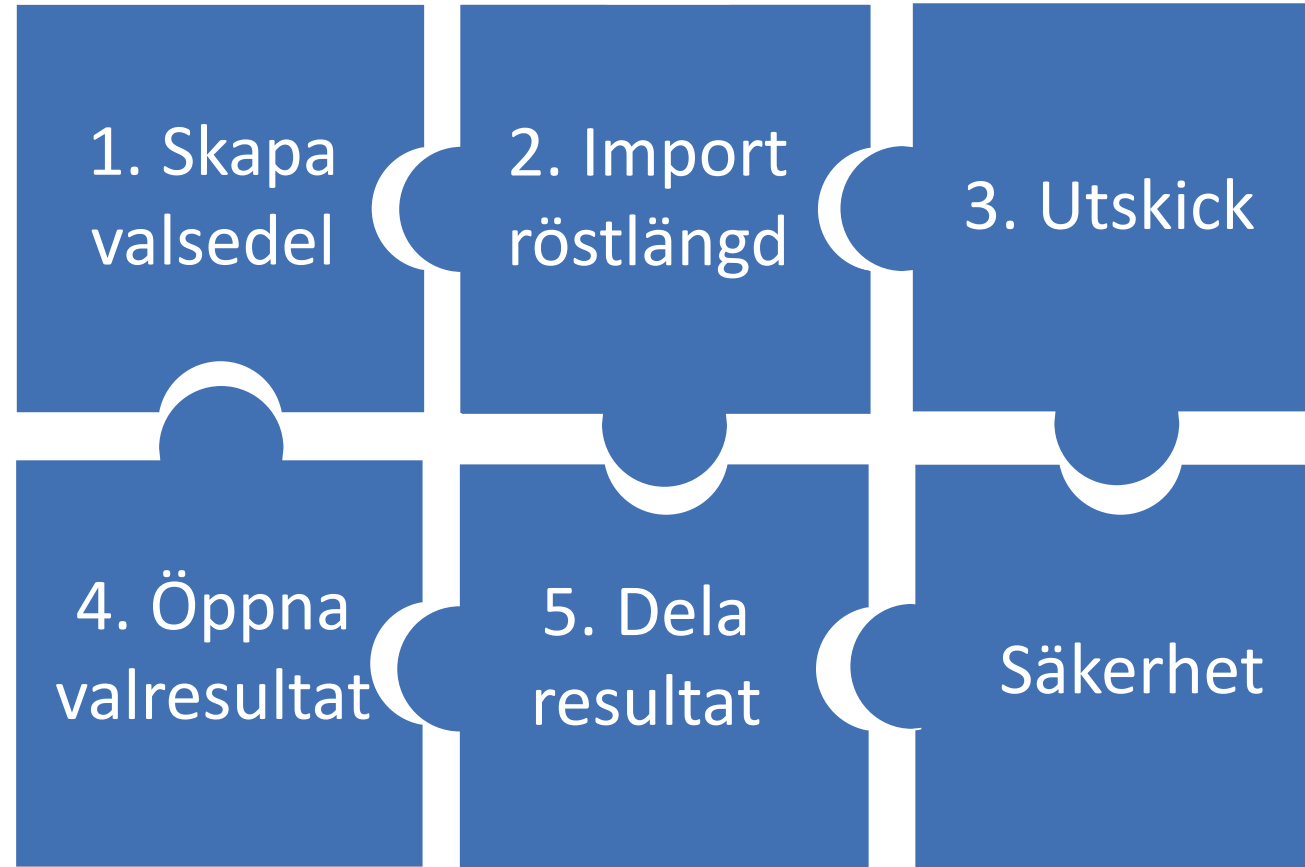 1. Skapa
valsedel
2. Import
röstlängd
3. Utskick
4. Öppna
valresultat
5. Dela
resultat
Säkerhet